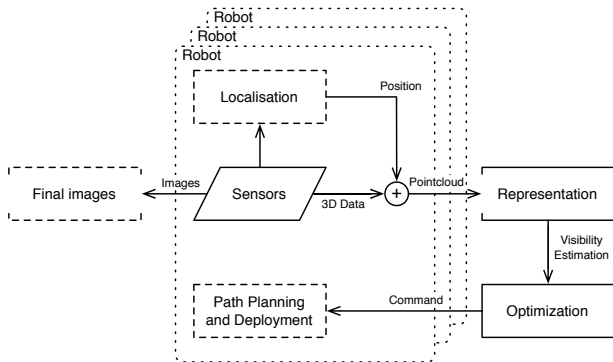 Robot
Robot
Robot
Localisation
Position
Final images
Images
Sensors
3D Data
+
Pointcloud
Representation
Visibility
Estimation
Path Planning
and Deployment
Command
Optimization